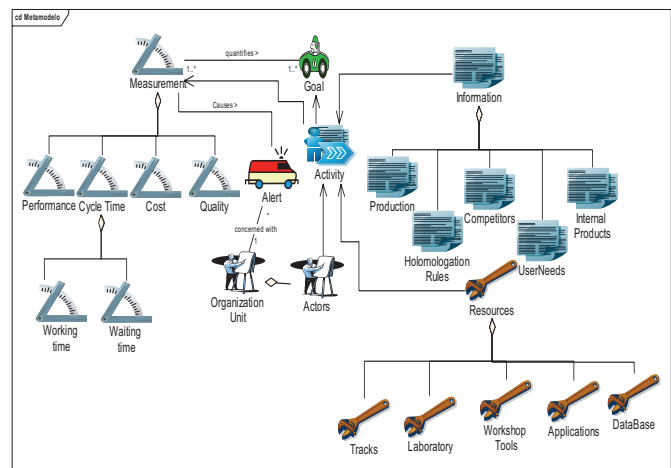 cd Metamodelo
quantifies >
1..*
1..*
Measurement
Goal
Information
Causes >
Activity
Performance
Cycle Time
Cost
Quality
Alert
Production
Competitors
Internal
Products
*
concerned with
1
Holomologation
Rules
UserNeeds
Organization
Unit
Actors
Resources
Working
time
Waiting
time
Tracks
Laboratory
Workshop
Tools
Applications
DataBase